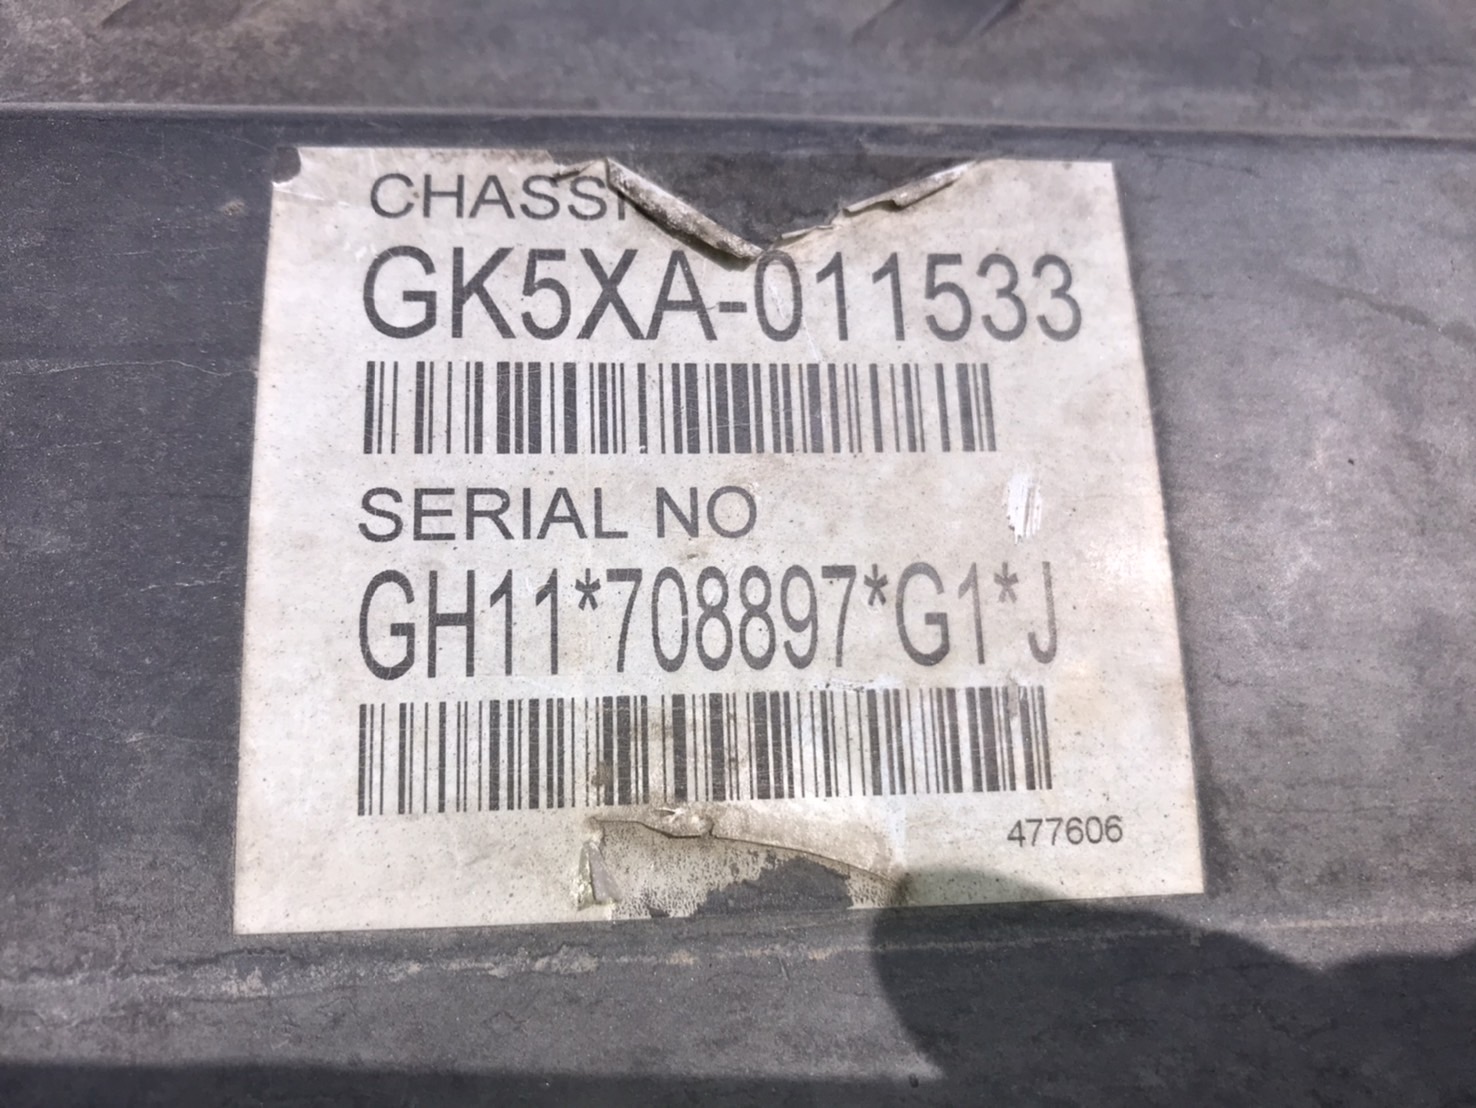 CHASSI
GK5XA-011533
SERIAL NO
GH11*708897*G1*J
477606